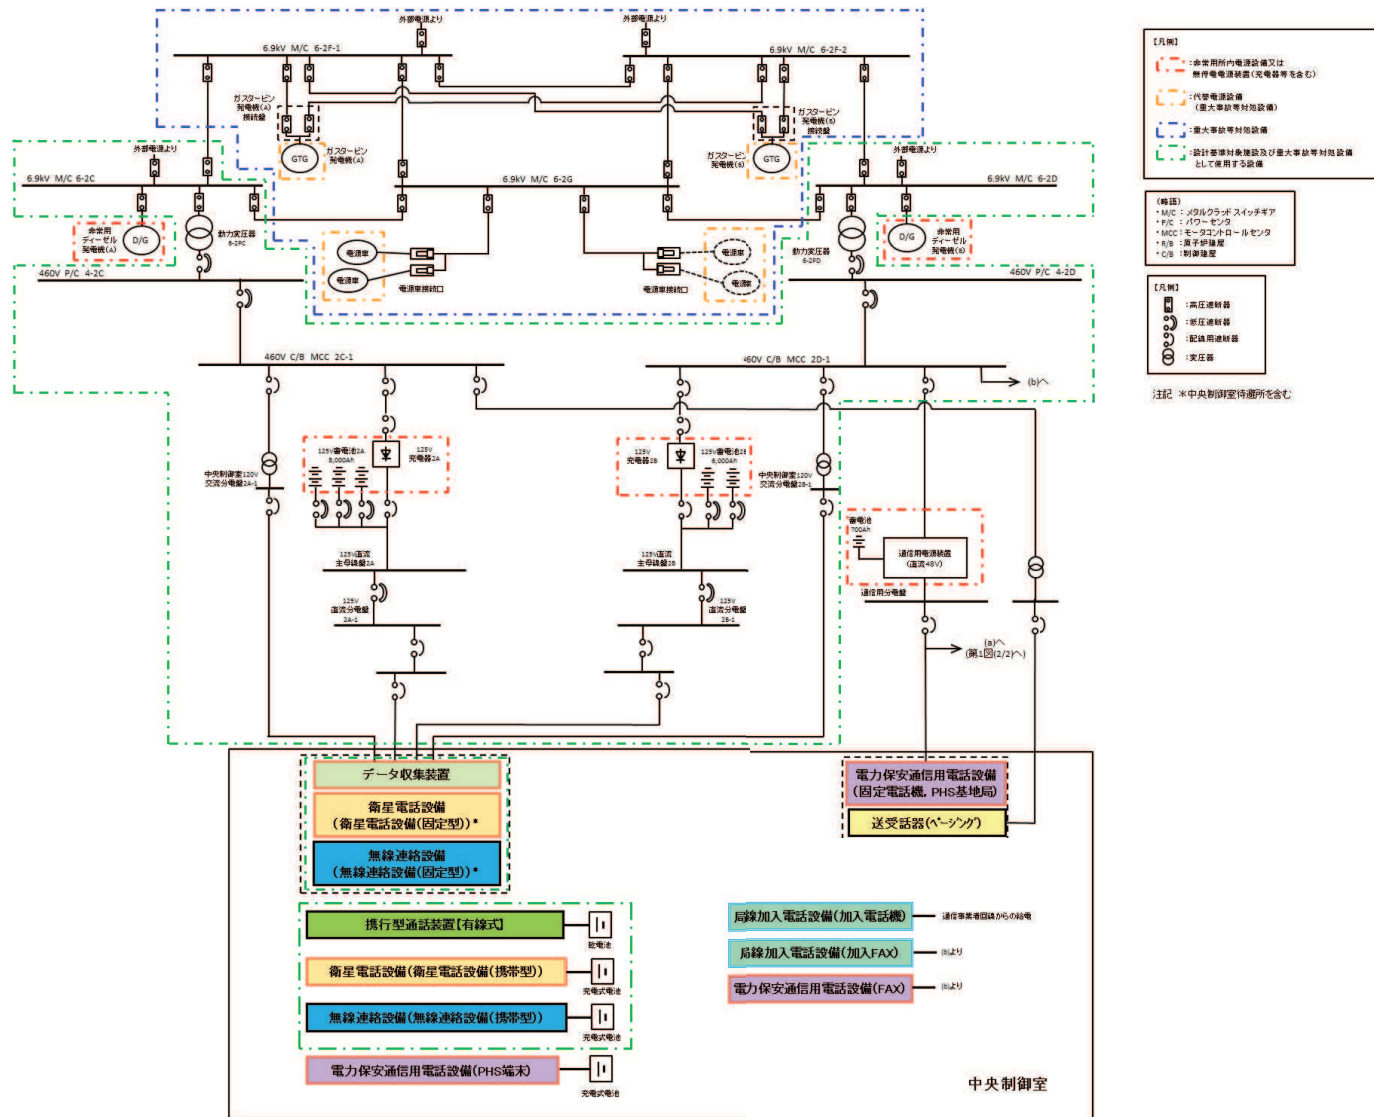 外部電源より
外部電源より
6.9kV M/C 6-2F-1
6.9kV M/C 6-2F-2
ガスタービン
発電機(A)
接続盤
ガスタービン
発電機(B)
接続盤
GTG
ガスタービン
発電機(A)
GTG
ガスタービン
発電機(B)
外部電源より
外部電源より
6.9kV M/C 6-2C
6.9kV M/C 6-2G
6.9kV M/C 6-2D
非常用
ディーゼル
発電機(A)
D/G
動力変圧器
6-2PC
電源車
電源車
電源車接続口
電源車接続口
電源車
電源車
動力変圧器
6-2PD
D/G
非常用
ディーゼル
発電機(B)
460V P/C 4-2C
460V P/C 4-2D
460V C/B MCC 2C-1
460V C/B MCC 2D-1
(b)へ
125V蓄電池2A
8,000Ah
125V
充電器2A
125V
充電器2B
125V蓄電池2B
6,000Ah
中央制御室120V
交流分電盤2A-1
中央制御室120V
交流分電盤2B-1
蓄電池
700Ah
通信用電源装置
(直流48V)
通信用分電盤
125V直流
主母線盤2A
125V直流
主母線盤2B
125V
直流分電盤
2A-1
125V
直流分電盤
2B-1
(a)へ
(第1図(2/2)へ)
データ収集装置
衛星電話設備
(衛星電話設備(固定型))*
無線連絡設備
(無線連絡設備(固定型))*
電力保安通信用電話設備
(固定電話機, PHS基地局)
送受話器(ページング)
携行型通話装置【有線式】
乾電池
衛星電話設備(衛星電話設備(携帯型))
充電式電池
無線連絡設備(無線連絡設備(携帯型))
充電式電池
電力保安通信用電話設備(PHS端末)
充電式電池
局線加入電話設備(加入電話機)
通信事業者回線からの給電
局線加入電話設備(加入FAX)
(b)より
電力保安通信用電話設備(FAX)
(b)より
中央制御室
【凡例】
:非常用所内電源設備又は
無停電電源装置(充電器等を含む)
:代替電源設備
(重大事故等対処設備)
:重大事故等対処設備
:設計基準対象施設及び重大事故等対処設備
として使用する設備
(略語)
・M/C :メタルクラッドスイッチギア
・P/C :パワーセンタ
・MCC:モータコントロールセンタ
・R/B :原子炉建屋
・C/B :制御建屋
【凡例】
:高圧遮断器
:低圧遮断器
:配線用遮断器
:変圧器
注記 *中央制御室待避所を含む